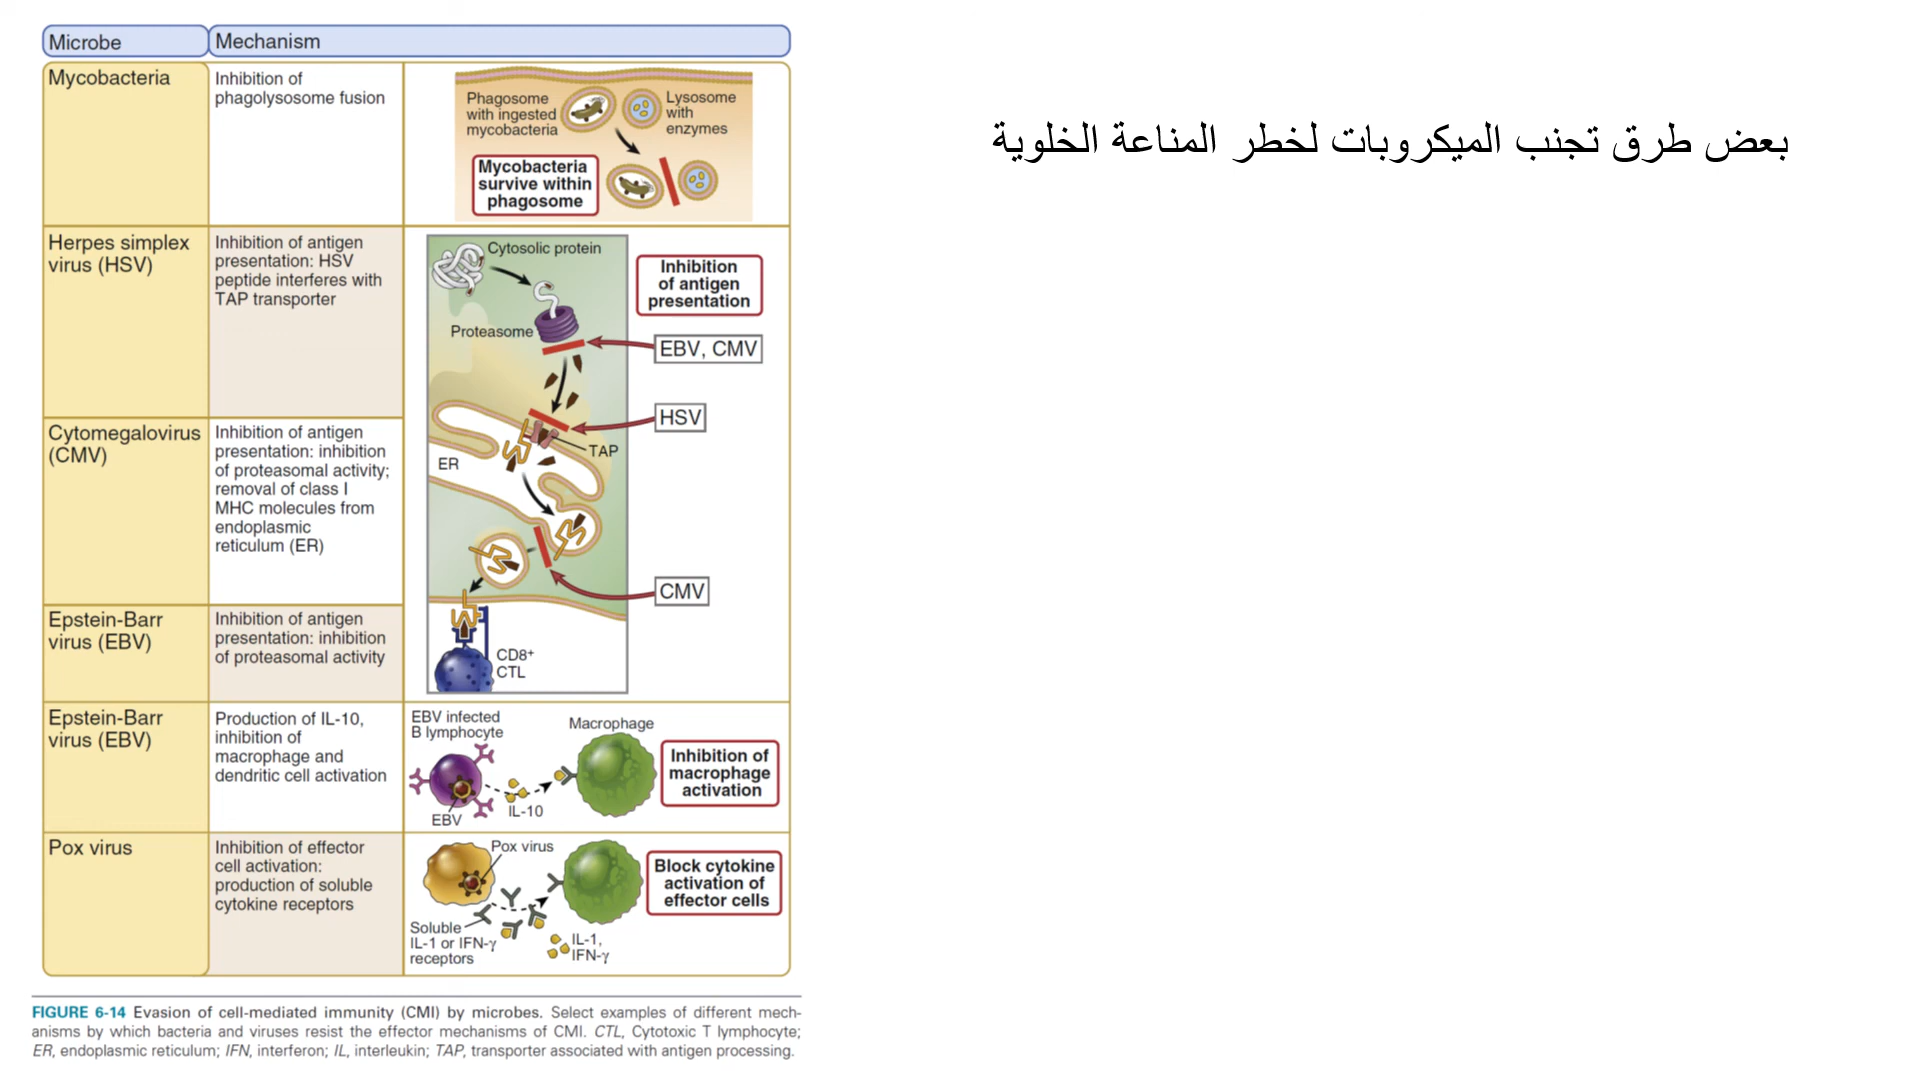 Microbe
Mechanism
Mycobacteria
Inhibition of
phagolysosome fusion
Phagosome
with ingested
mycobacteria
Lysosome
with
enzymes
Mycobacteria
survive within
phagosome
بعض طرق تجنب الميكروبات لخطر المناعة الخلوية
Herpes simplex
virus (HSV)
Inhibition of antigen
presentation: HSV
peptide interferes with
TAP transporter
Cytosolic protein
Proteasome
Inhibition
of antigen
presentation
EBV, CMV
HSV
TAP
ER
Cytomegalovirus
(CMV)
Inhibition of antigen
presentation: inhibition
of proteasomal activity;
removal of class I
MHC molecules from
endoplasmic
reticulum (ER)
CMV
Epstein-Barr
virus (EBV)
Inhibition of antigen
presentation: inhibition
of proteasomal activity
CD8+
CTL
Epstein-Barr
virus (EBV)
Production of IL-10,
inhibition of
macrophage and
dendritic cell activation
EBV infected
B lymphocyte
Macrophage
EBV
IL-10
Inhibition of
macrophage
activation
Pox virus
Inhibition of effector
cell activation:
production of soluble
cytokine receptors
Pox virus
Soluble
IL-1 or IFN-γ
receptors
IL-1,
IFN-γ
Block cytokine
activation of
effector cells
FIGURE 6-14 Evasion of cell-mediated immunity (CMI) by microbes. Select examples of different mech-
anisms by which bacteria and viruses resist the effector mechanisms of CMI. CTL, Cytotoxic T lymphocyte;
ER, endoplasmic reticulum; IFN, interferon; IL, interleukin; TAP, transporter associated with antigen processing.